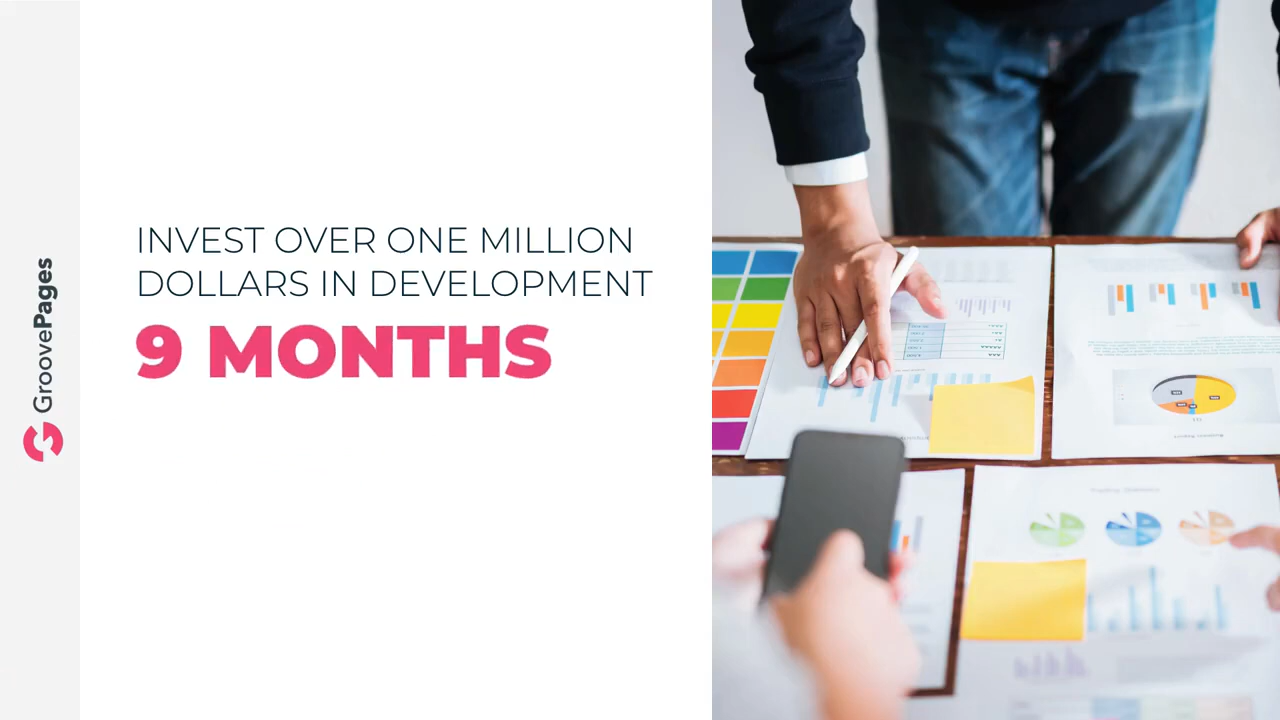 INVEST OVER ONE MILLION
DOLLARS IN DEVELOPMENT
9 MONTHS
GroovePages